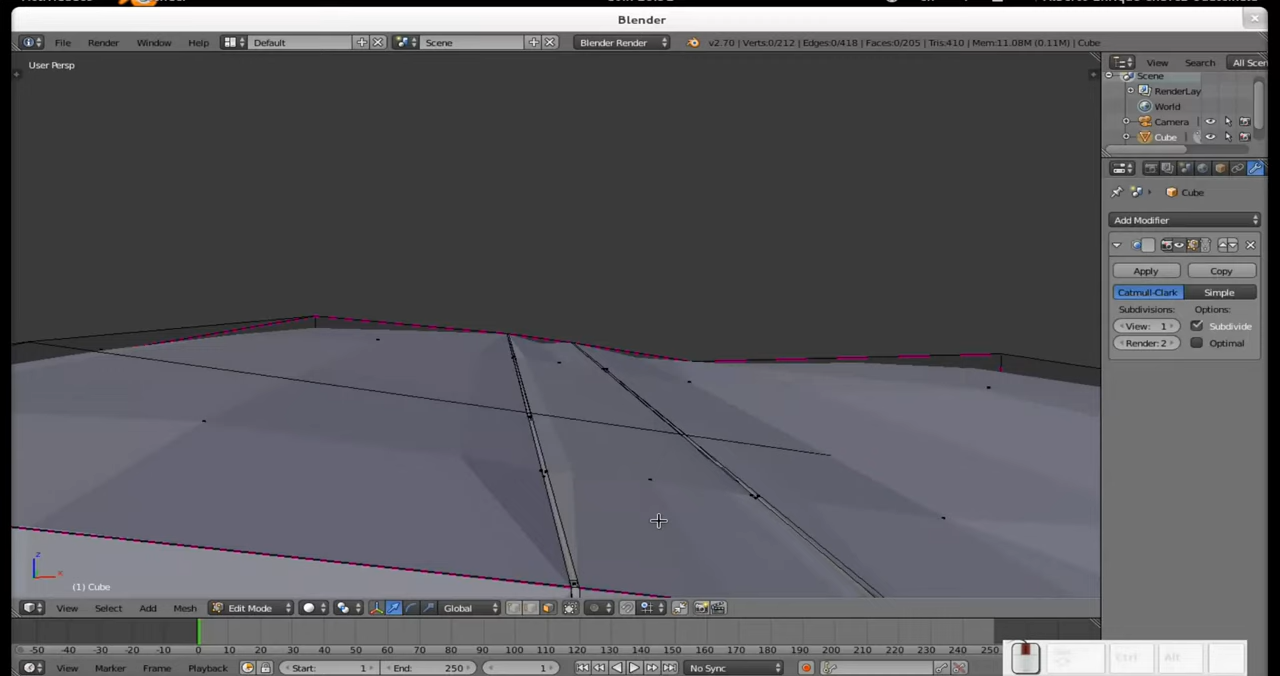 Blender
File Render Window Help Default Scene Blender Render v2.70 | Verts:0/212 | Edges:0/418 | Faces:0/205 | Tris:410 | Mem:11.08M (0.11M) | Cube
User Persp
View Search All Scen
Scene
RenderLay
World
Camera
Cube
Cube
Add Modifier
Apply Copy
Catmull-Clark Simple
Subdivisions: Options:
View: 1 Subdivide
Render: 2 Optimal
z
x
(1) Cube
View Select Add Mesh Edit Mode Global
-50 -40 -30 -20 -10 0 10 20 30 40 50 60 70 80 90 100 110 120 130 140 150 160 170 180 190 200 210 220 230 240 250
View Marker Frame Playback Start: 1 End: 250 1 No Sync
Ctrl Alt